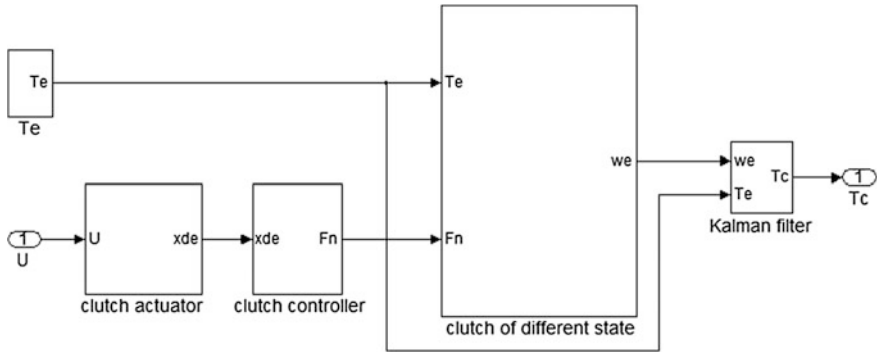 Te
Te
Te
we
we
Te
Tc
1
Tc
Kalman filter
1
U
U
xde
xde
Fn
Fn
clutch actuator
clutch controller
clutch of different state